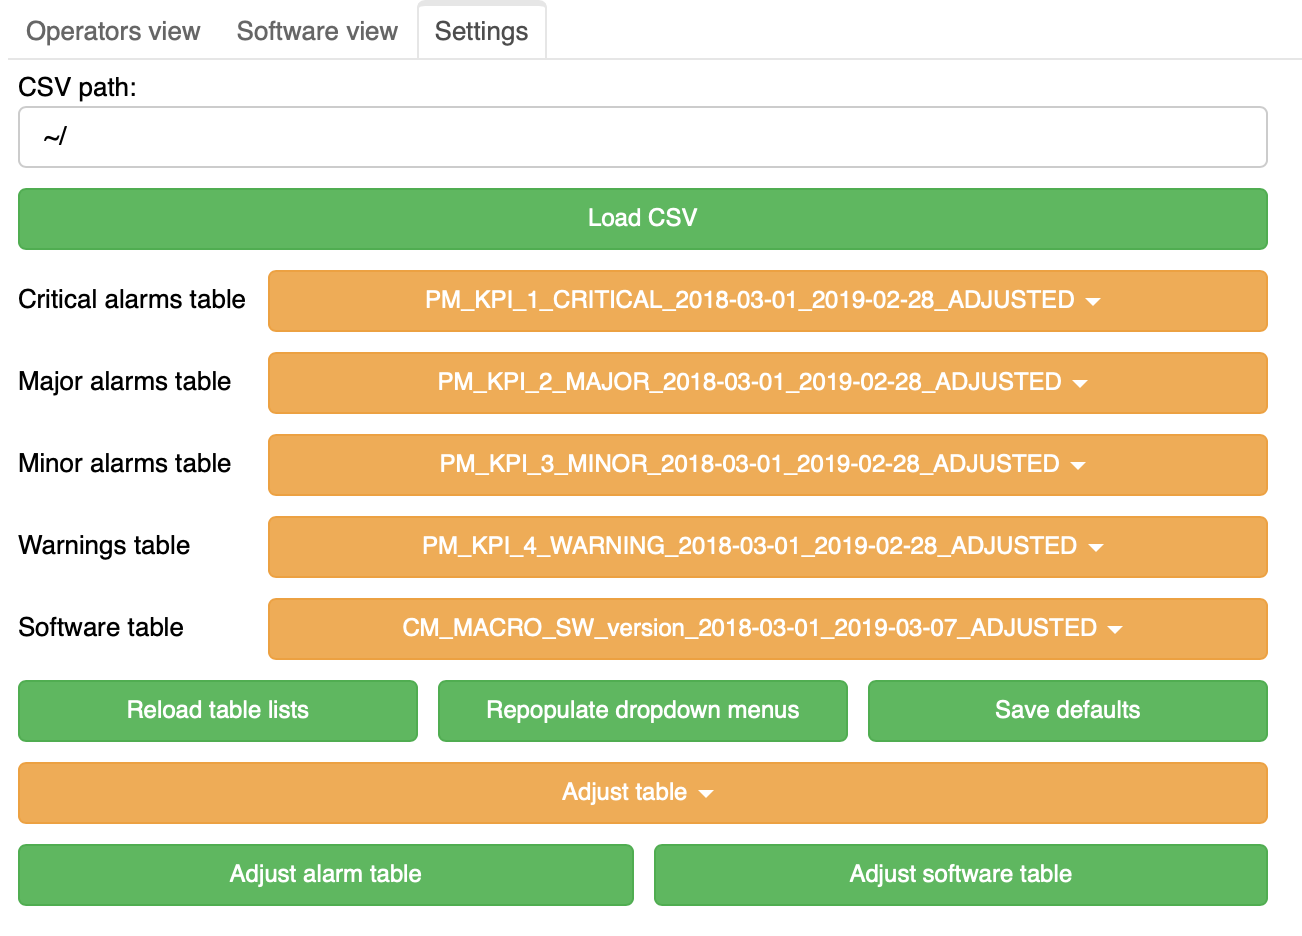 Operators view Software view Settings
CSV path:
~/
Load CSV
Critical alarms table PM_KPI_1_CRITICAL_2018-03-01_2019-02-28_ADJUSTED
Major alarms table PM_KPI_2_MAJOR_2018-03-01_2019-02-28_ADJUSTED
Minor alarms table PM_KPI_3_MINOR_2018-03-01_2019-02-28_ADJUSTED
Warnings table PM_KPI_4_WARNING_2018-03-01_2019-02-28_ADJUSTED
Software table CM_MACRO_SW_version_2018-03-01_2019-03-07_ADJUSTED
Reload table lists Repopulate dropdown menus Save defaults
Adjust table
Adjust alarm table Adjust software table